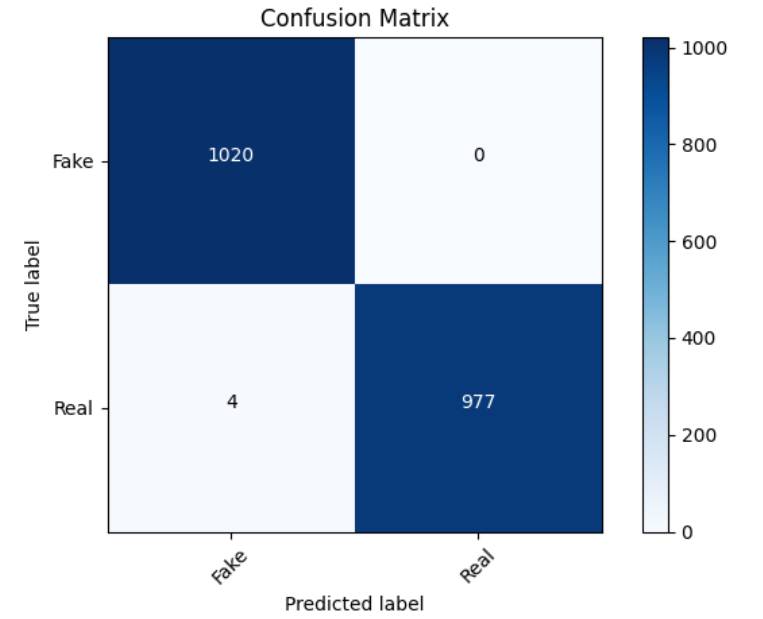 Confusion Matrix
1000
800
600
400
200
0
True label
Fake
Real
1020
0
4
977
Fake
Real
Predicted label